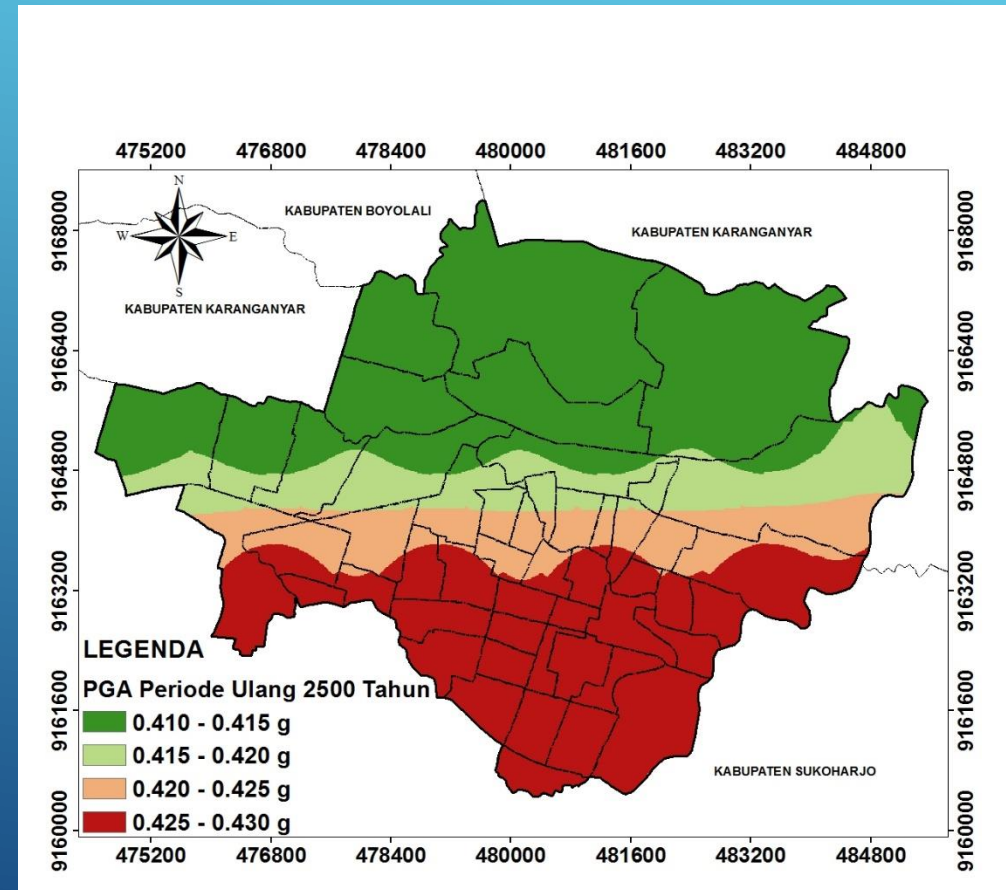 475200 476800 478400 480000 481600 483200 484800
N
W E
S
KABUPATEN BOYOLALI
KABUPATEN KARANGANYAR
KABUPATEN KARANGANYAR
9168000 9168000
9166400 9166400
9164800 9164800
9163200 9163200
9161600 9161600
9160000 9160000
LEGENDA
PGA Periode Ulang 2500 Tahun
0.410 - 0.415 g
0.415 - 0.420 g
0.420 - 0.425 g
0.425 - 0.430 g
KABUPATEN SUKOHARJO
475200 476800 478400 480000 481600 483200 484800